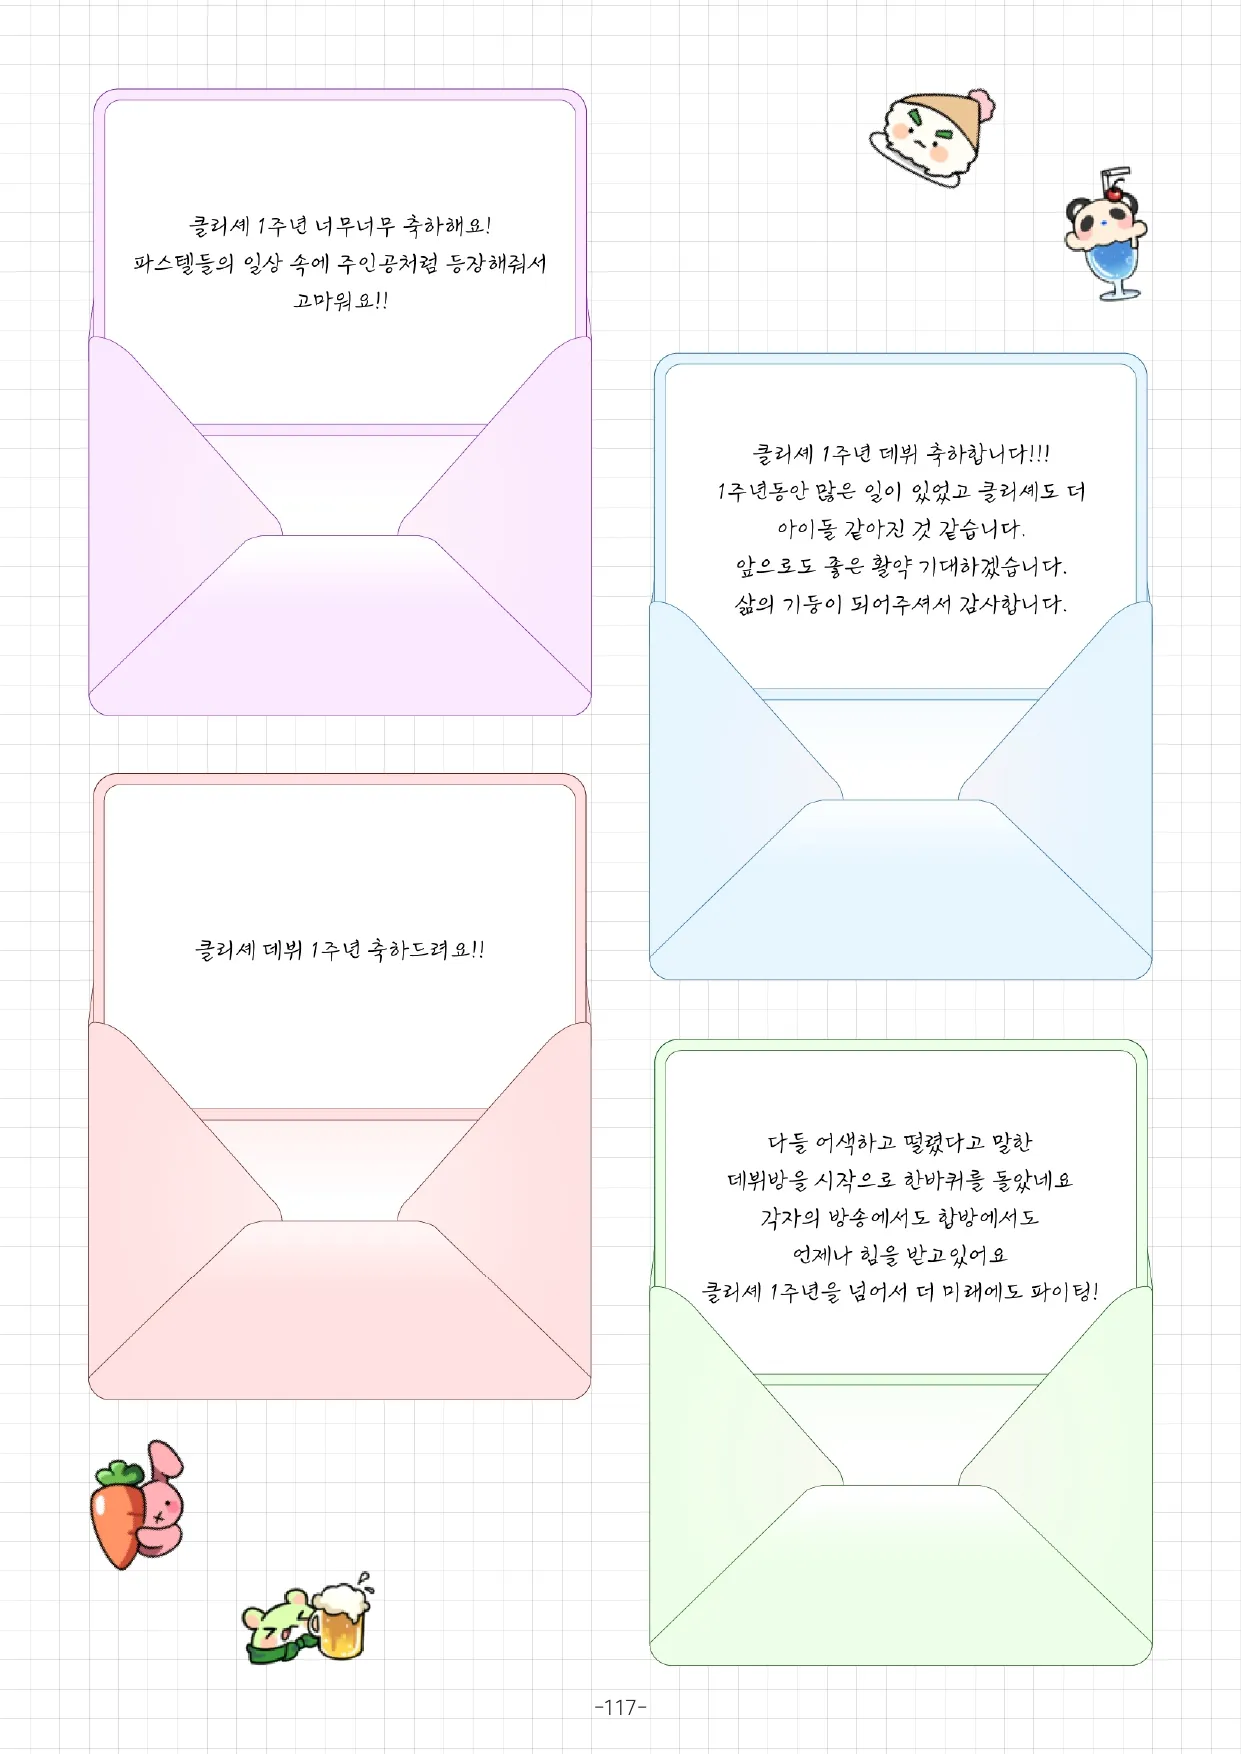 클리셰 1주년 너무너무 축하해요!
파스텔들의 일상 속에 주인공처럼 등장해줘서
고마워요!!
클리셰 1주년 데뷔 축하합니다!!!
1주년동안 많은 일이 있었고 클리셰도 더
아이돌 같아진 것 같습니다.
앞으로도 좋은 활약 기대하겠습니다.
삶의 기둥이 되어주셔서 감사합니다.
클리셰 데뷔 1주년 축하드려요!!
다들 어색하고 떨렸다고 말한
데뷔방을 시작으로 한바퀴를 돌았네요
각자의 방송에서도 합방에서도
언제나 힘을 받고있어요
클리셰 1주년을 넘어서 더 미래에도 파이팅!
-117-